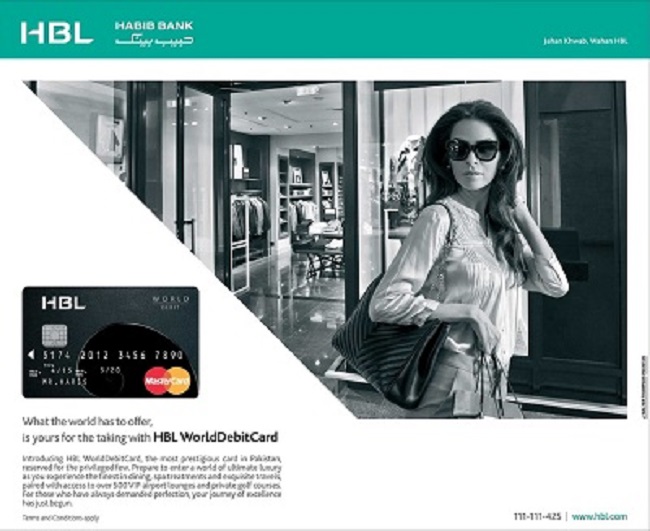 HBL
HABIB BANK
حبیب بینک
Jahan Khwab, Wahan HBL
HBL
WORLD
DEBIT
5174 2012 3456 7890
5/20
MasterCard
What the world has to offer,
is yours for the taking with HBL WorldDebitCard
Introducing HBL WorldDebitCard, the most prestigious card in Pakistan,
reserved for the privileged few. Prepare to enter a world of ultimate luxury
as you experience the finest in dining, spa treatments and exquisite travels,
paired with access to over 500 VIP airport lounges and private golf courses.
For those who have always demanded perfection, your journey of excellence
has just begun.
Terms and Conditions apply
111-111-425 | www.hbl.com